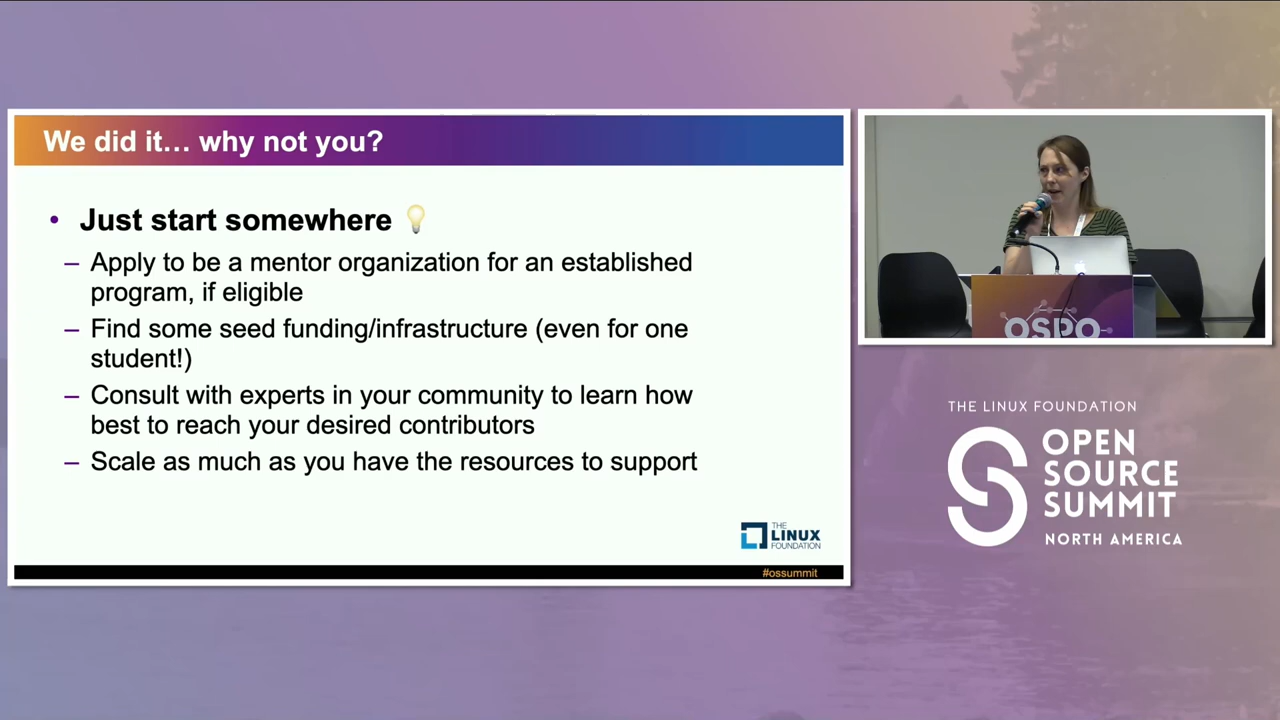 We did it… why not you?
• Just start somewhere 💡
– Apply to be a mentor organization for an established
program, if eligible
– Find some seed funding/infrastructure (even for one
student!)
– Consult with experts in your community to learn how
best to reach your desired contributors
– Scale as much as you have the resources to support
THE
LINUX
FOUNDATION
#ossummit
OSPO
THE LINUX FOUNDATION
OPEN
SOURCE
SUMMIT
NORTH AMERICA